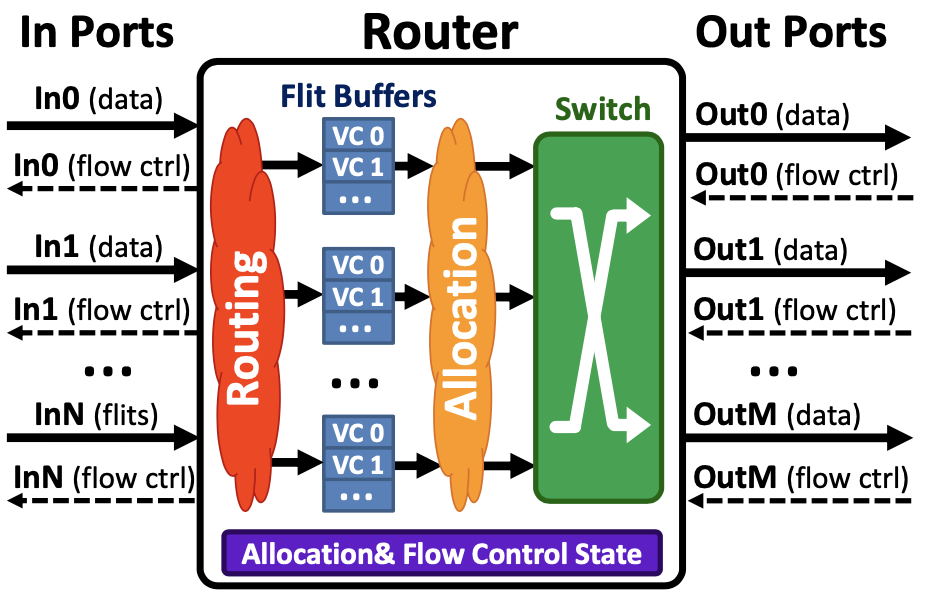 In Ports
Router
Out Ports
In0 (data)
In0 (flow ctrl)
In1 (data)
In1 (flow ctrl)
...
InN (flits)
InN (flow ctrl)
Routing
Flit Buffers
VC 0
VC 1
...
VC 0
VC 1
...
...
VC 0
VC 1
...
Allocation
Switch
Allocation& Flow Control State
Out0 (data)
Out0 (flow ctrl)
Out1 (data)
Out1 (flow ctrl)
...
OutM (data)
OutM (flow ctrl)